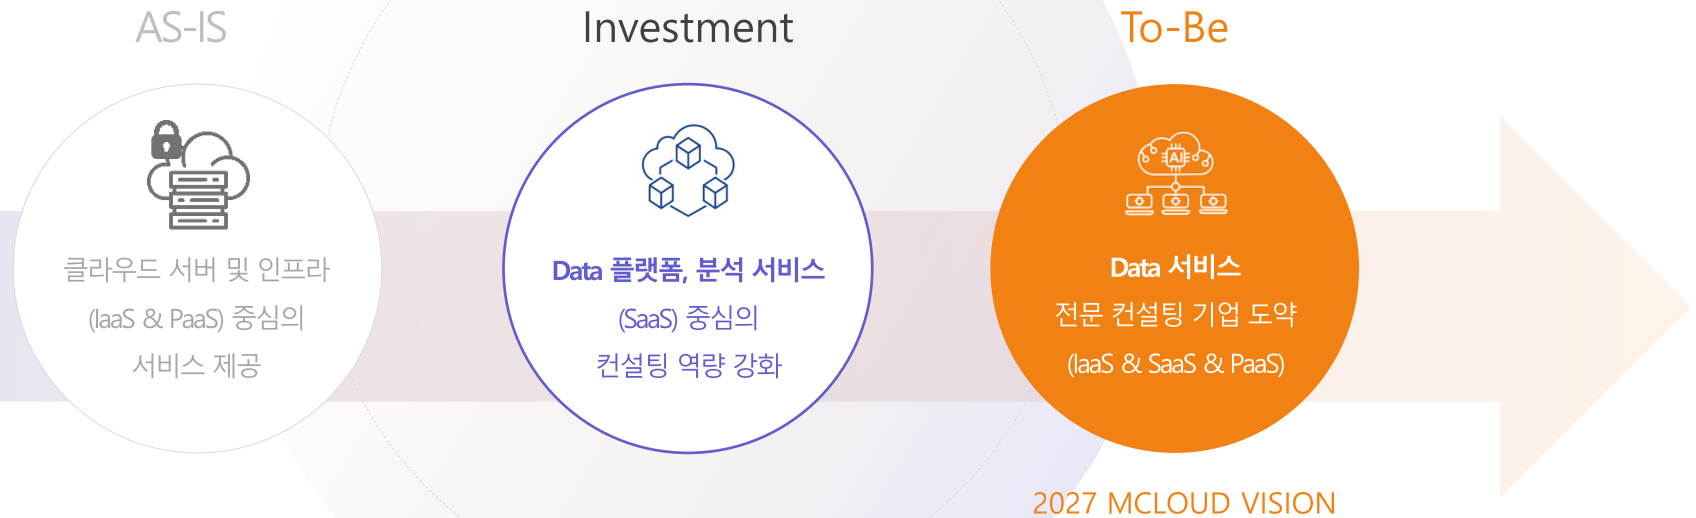 AS-IS
클라우드 서버 및 인프라
(IaaS & PaaS) 중심의
서비스 제공
Investment
Data 플랫폼, 분석 서비스
(SaaS) 중심의
컨설팅 역량 강화
To-Be
AI
Data 서비스
전문 컨설팅 기업 도약
(IaaS & SaaS & PaaS)
2027 MCLOUD VISION